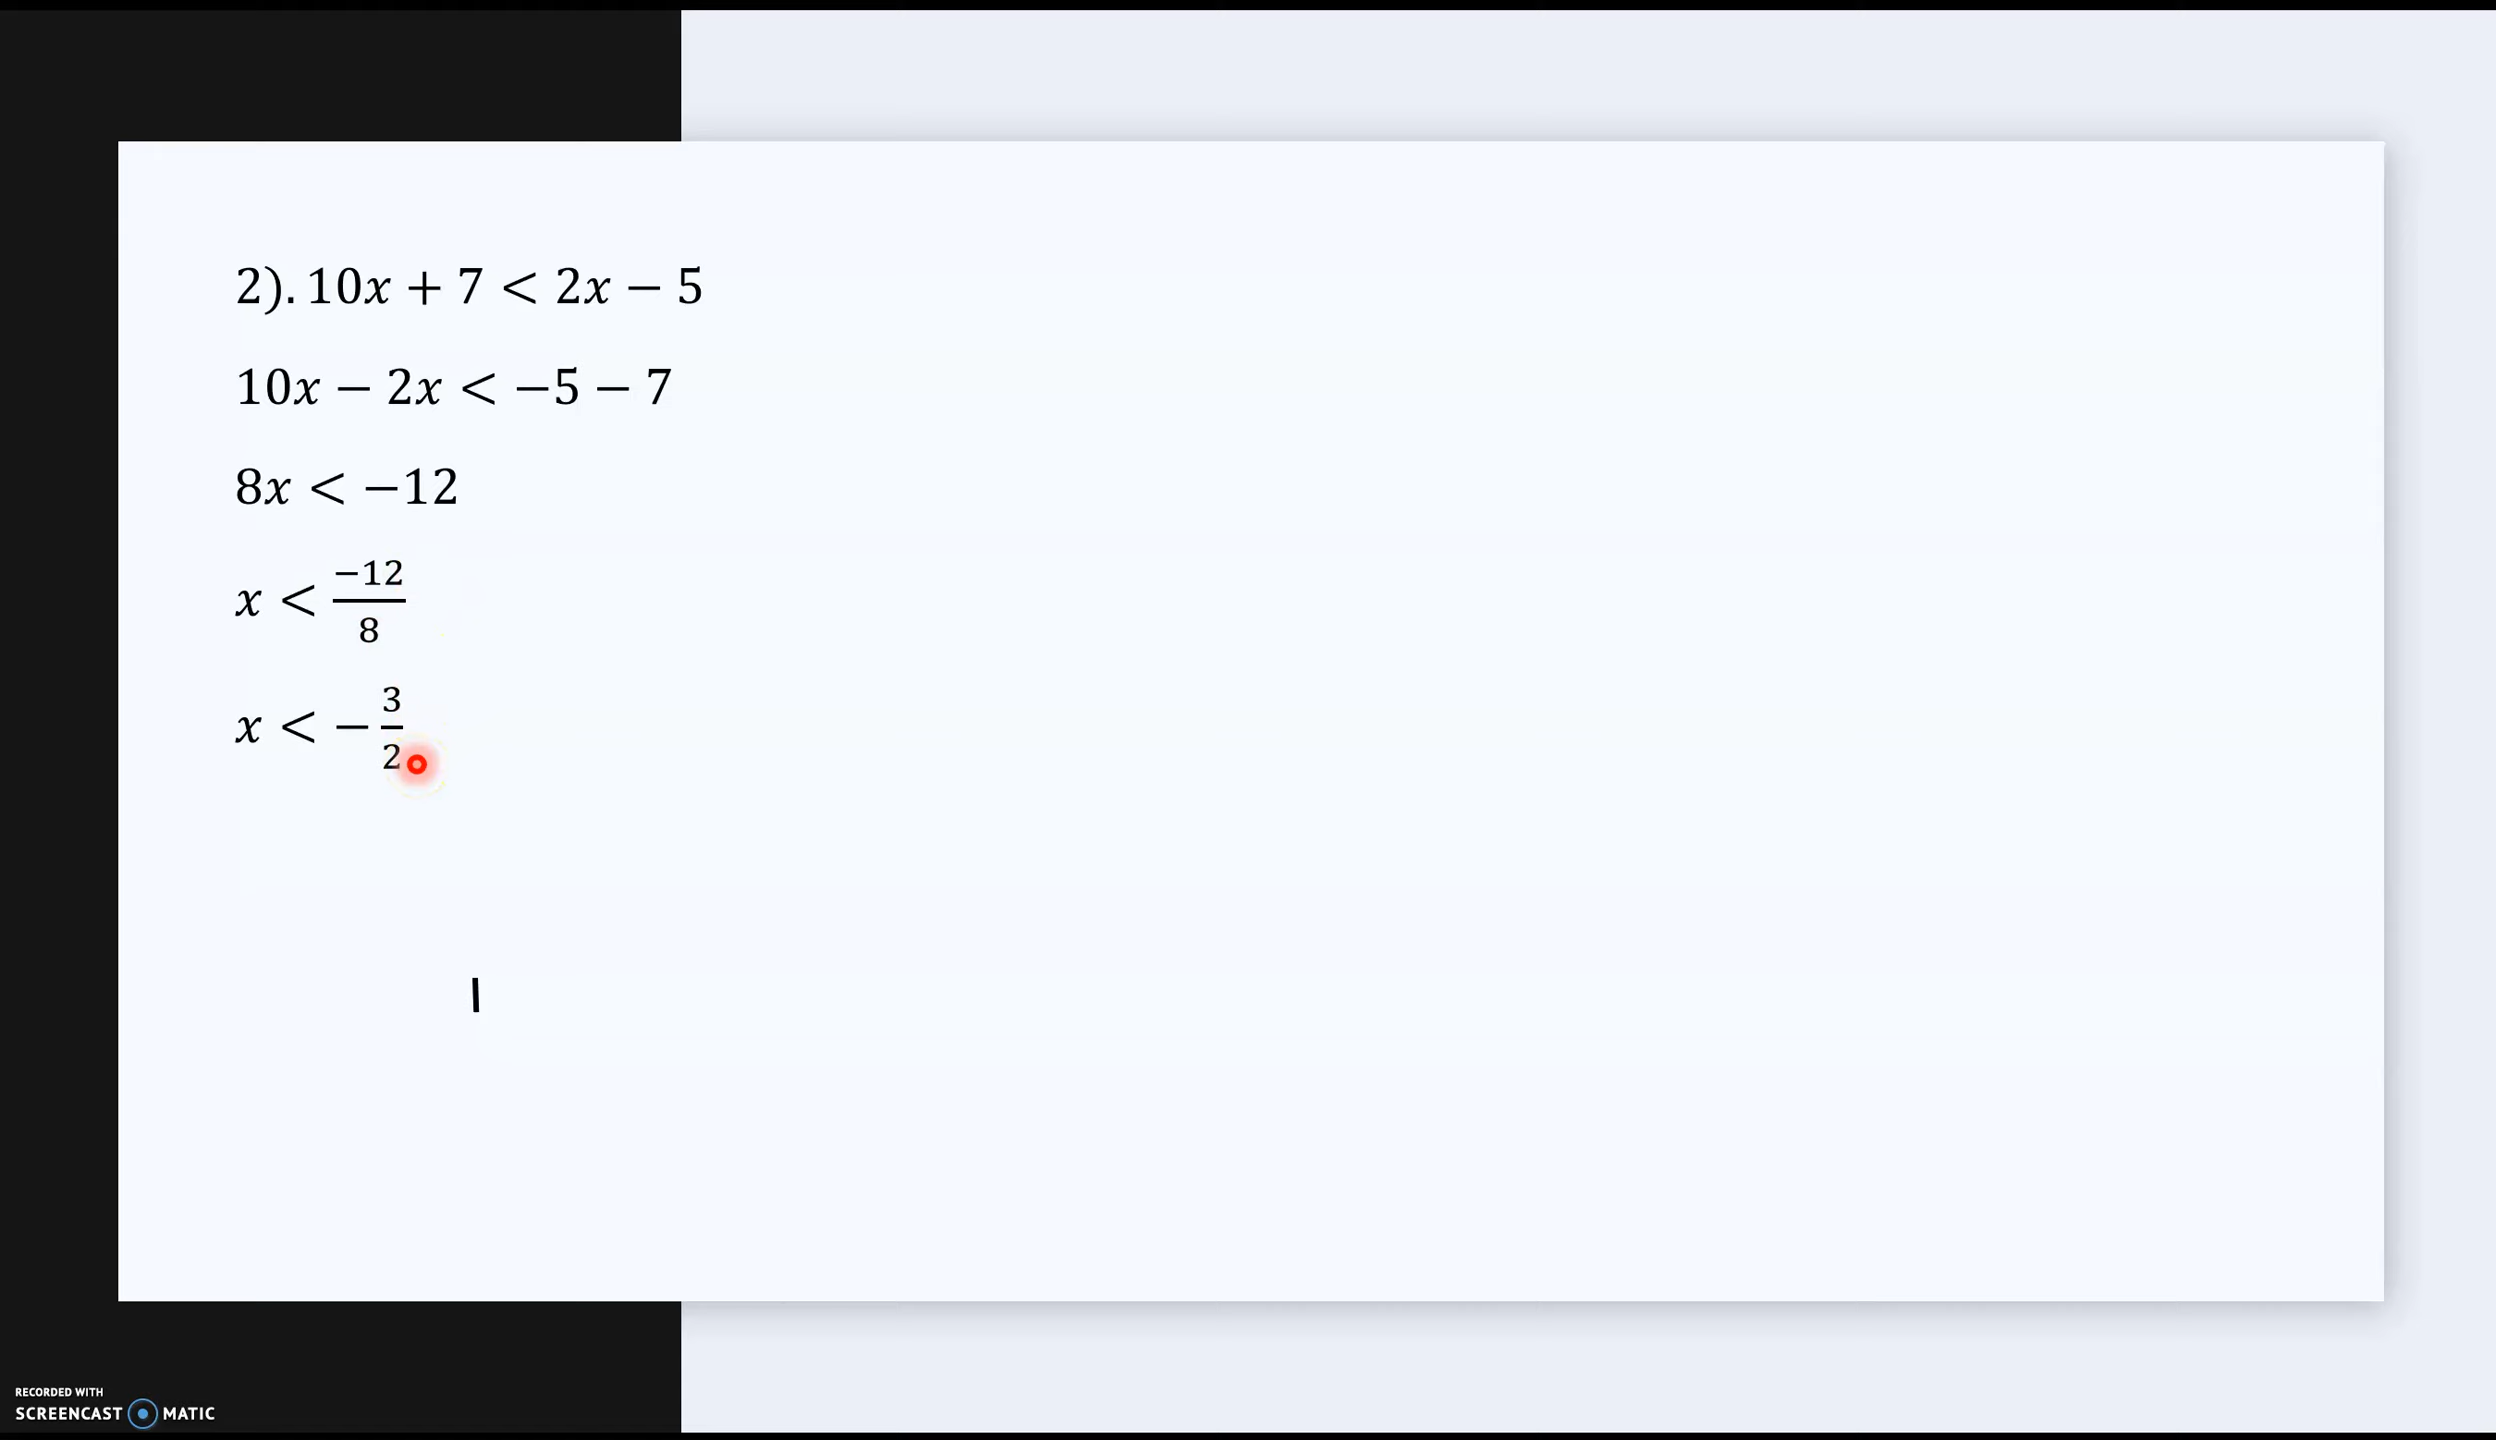 2). 10x + 7 < 2x − 5
10x − 2x < −5 − 7
8x < −12
x < −12/8
x < −3/2
RECORDED WITH
SCREENCAST MATIC